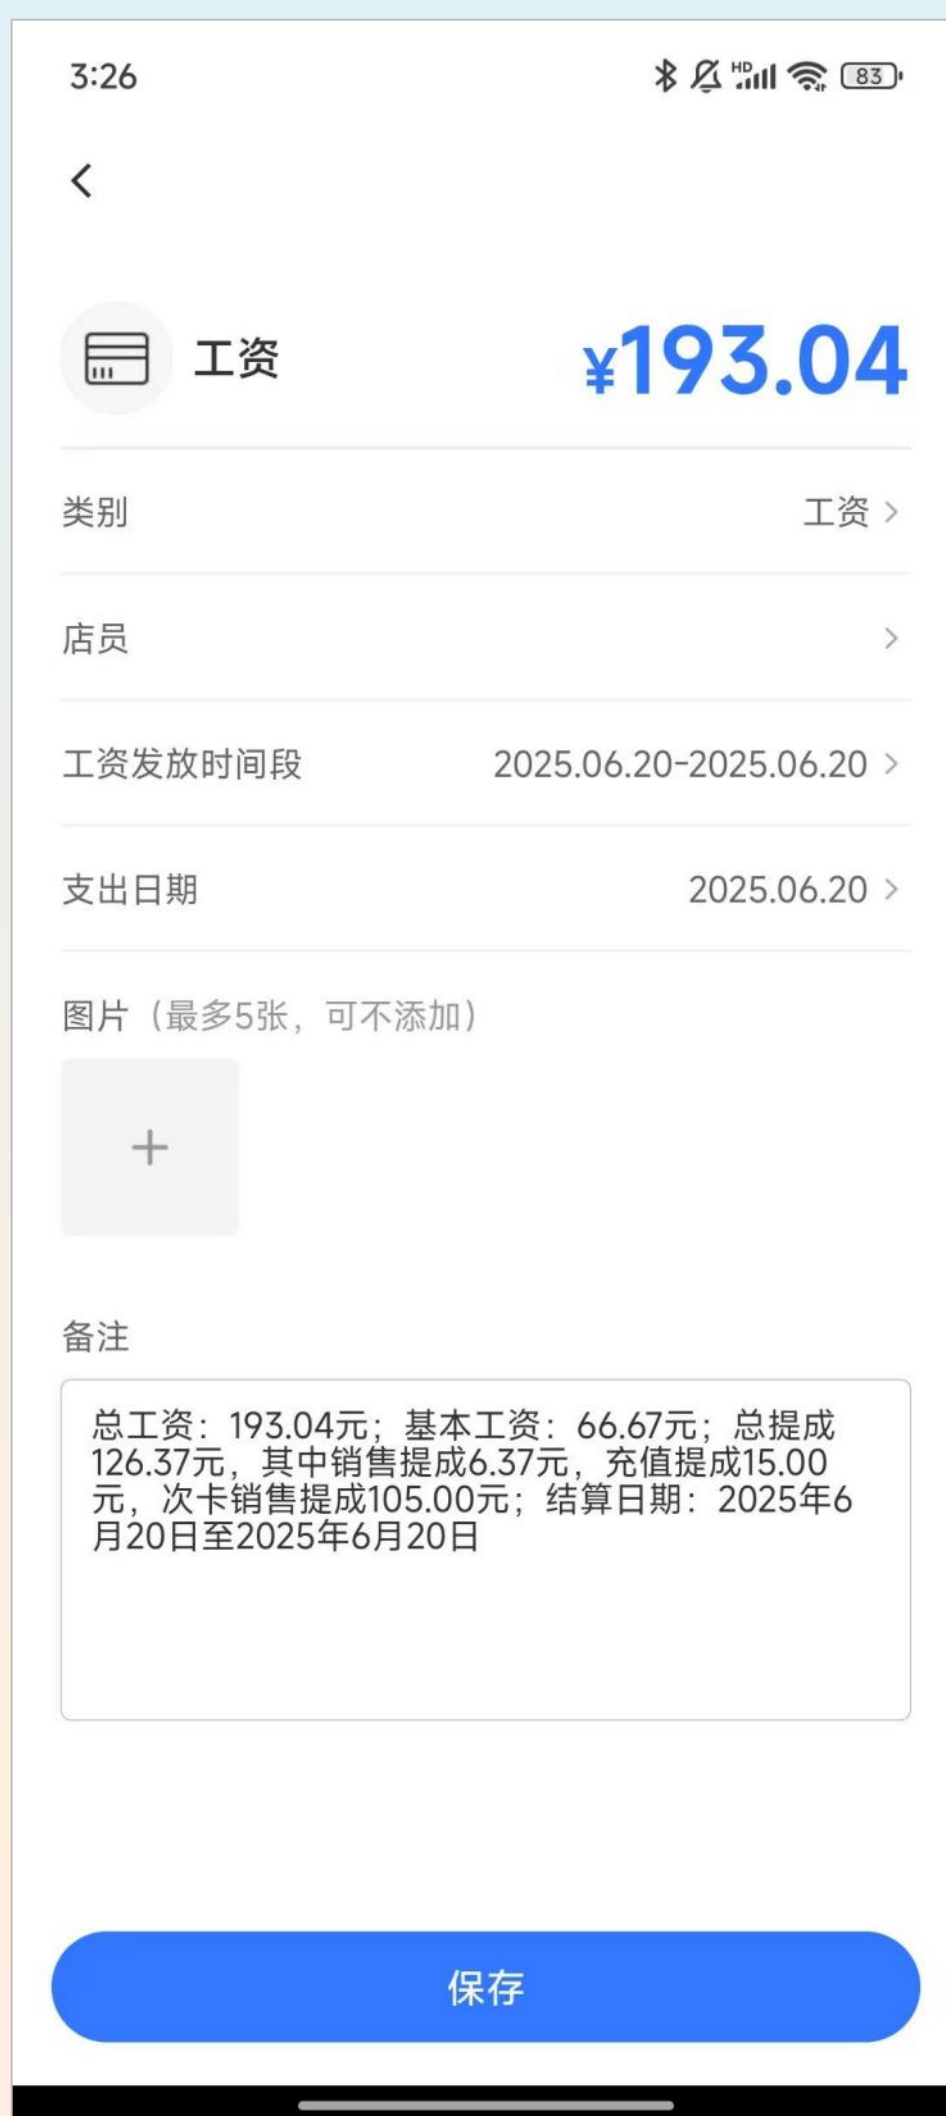 3:26
HD
83
工资
¥193.04
类别
工资
店员
工资发放时间段
2025.06.20-2025.06.20
支出日期
2025.06.20
图片（最多5张，可不添加）
备注
总工资：193.04元；基本工资：66.67元；总提成
126.37元，其中销售提成6.37元，充值提成15.00
元，次卡销售提成105.00元；结算日期：2025年6
月20日至2025年6月20日
保存